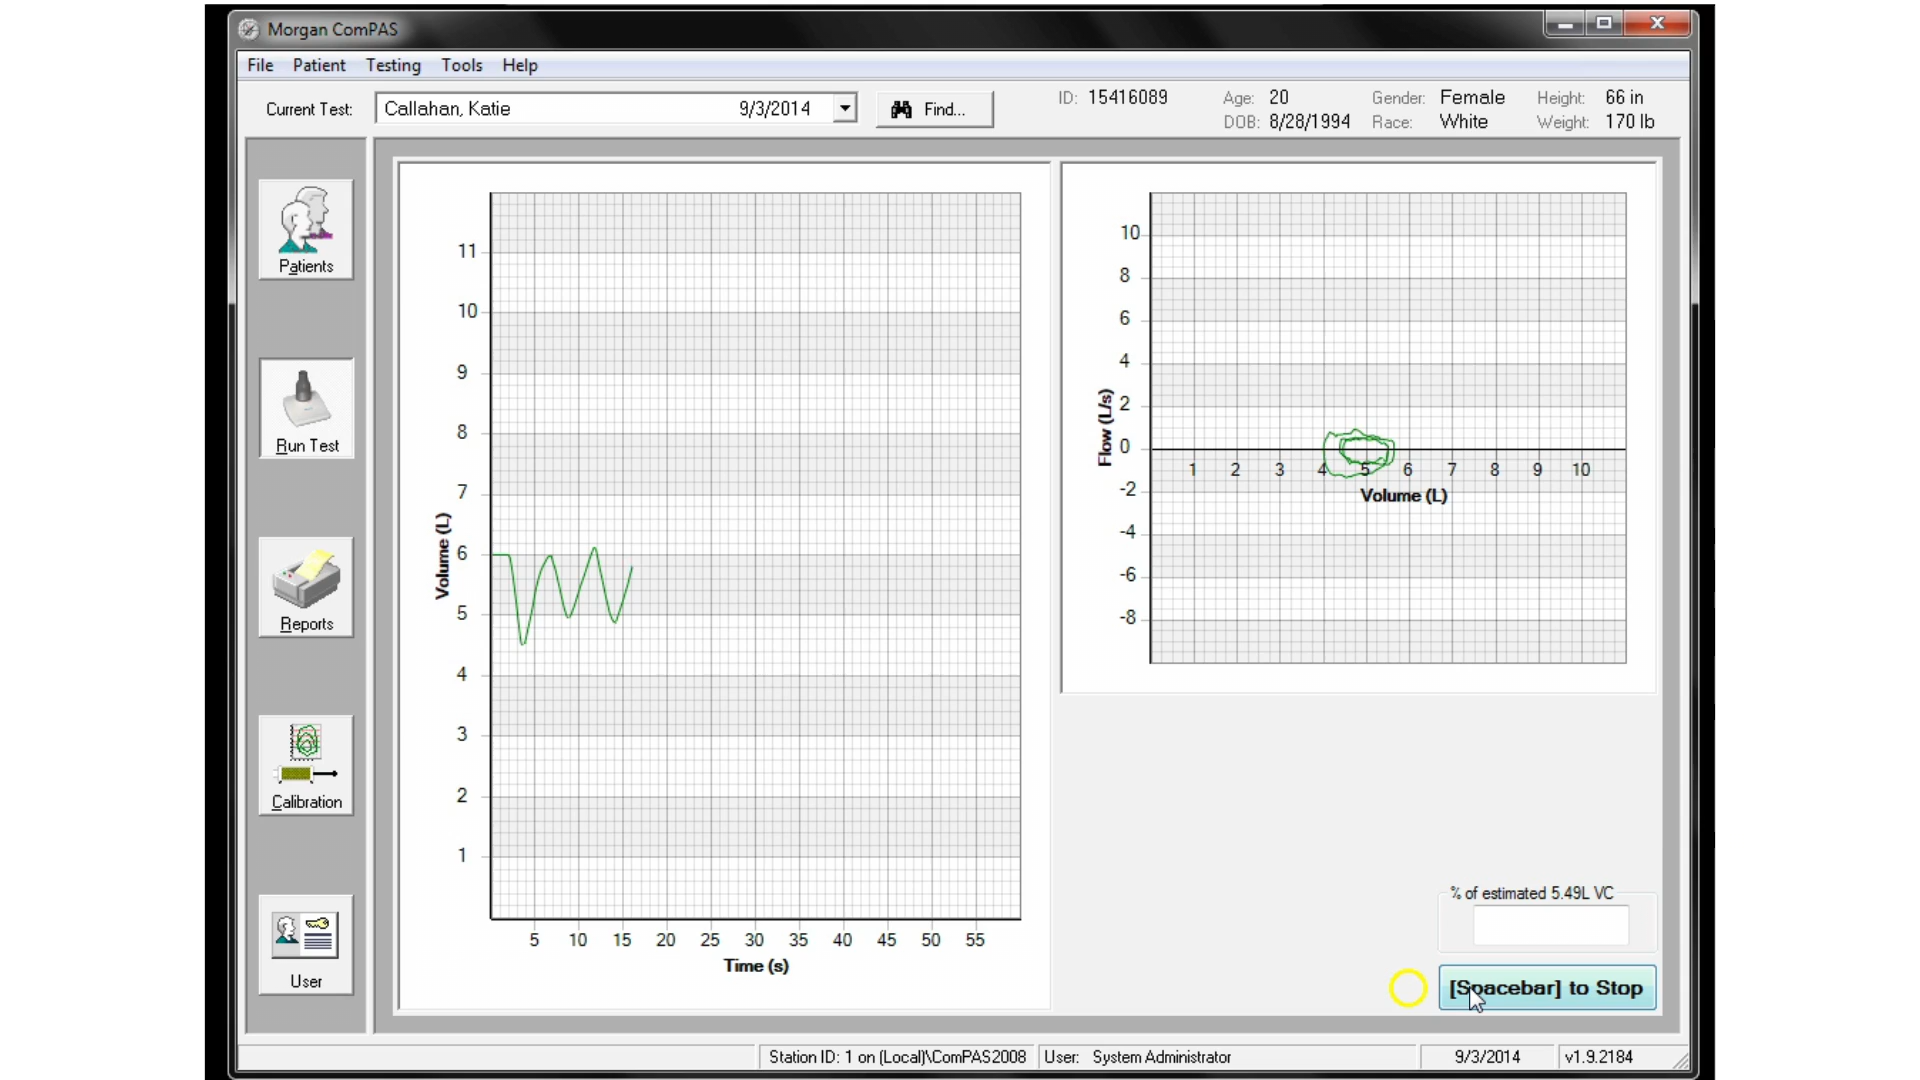 Morgan ComPAS
File Patient Testing Tools Help
Current Test: Callahan, Katie 9/3/2014 Find...
ID: 15416089 Age: 20 Gender: Female Height: 66 in
DOB: 8/28/1994 Race: White Weight: 170 lb
Patients
Run Test
Reports
Calibration
User
11
10
9
8
7
6
5
4
3
2
1
Volume (L)
5 10 15 20 25 30 35 40 45 50 55
Time (s)
10
8
6
4
2
0
-2
-4
-6
-8
Flow (L/s)
1 2 3 4 5 6 7 8 9 10
Volume (L)
% of estimated 5.49L VC
[Spacebar] to Stop
Station ID: 1 on (Local)\ComPAS2008 User: System Administrator 9/3/2014 v1.9.2184